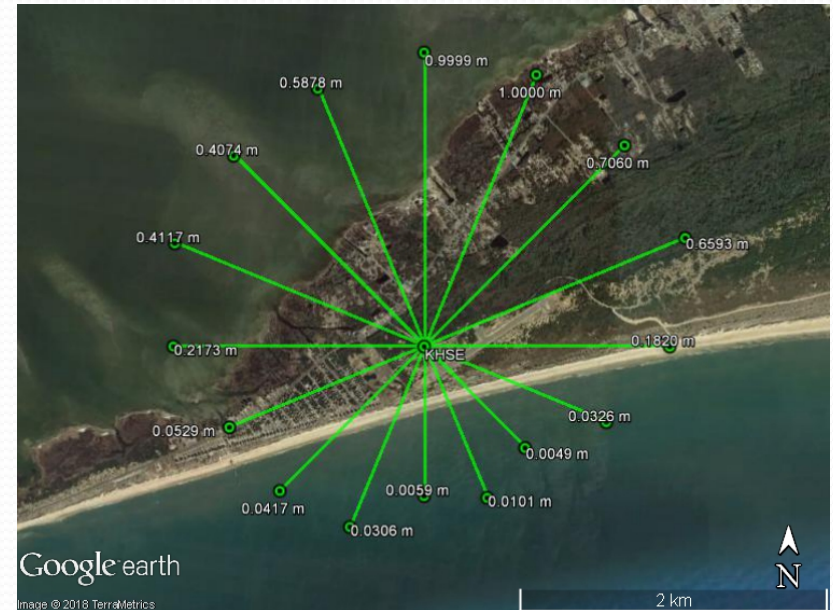 0.9999 m
0.5878 m
1.0000 m
0.4074 m
0.7060 m
0.4117 m
0.6593 m
0.2173 m
KHSE
0.1820 m
0.0529 m
0.0326 m
0.0049 m
0.0417 m
0.0059 m
0.0101 m
0.0306 m
Google earth
N
Image © 2018 TerraMetrics
2 km